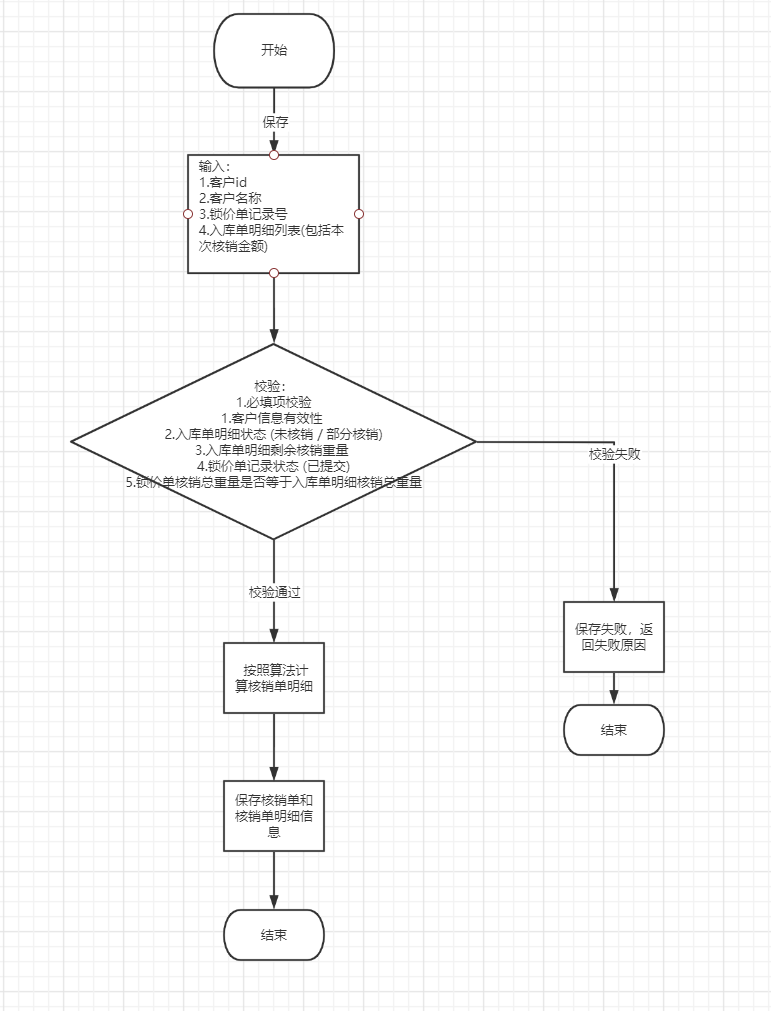 开始
保存
输入：
1.客户id
2.客户名称
3.锁价单记录号
4.入库单明细列表(包括本
次核销金额)
校验：
1.必填项校验
1.客户信息有效性
2.入库单明细状态 (未核销 / 部分核销)
3.入库单明细剩余核销重量
4.锁价单记录状态 (已提交)
5.锁价单核销总重量是否等于入库单明细核销总重量
校验失败
校验通过
保存失败，返
回失败原因
按照算法计
算核销单明细
结束
保存核销单和
核销单明细信
息
结束